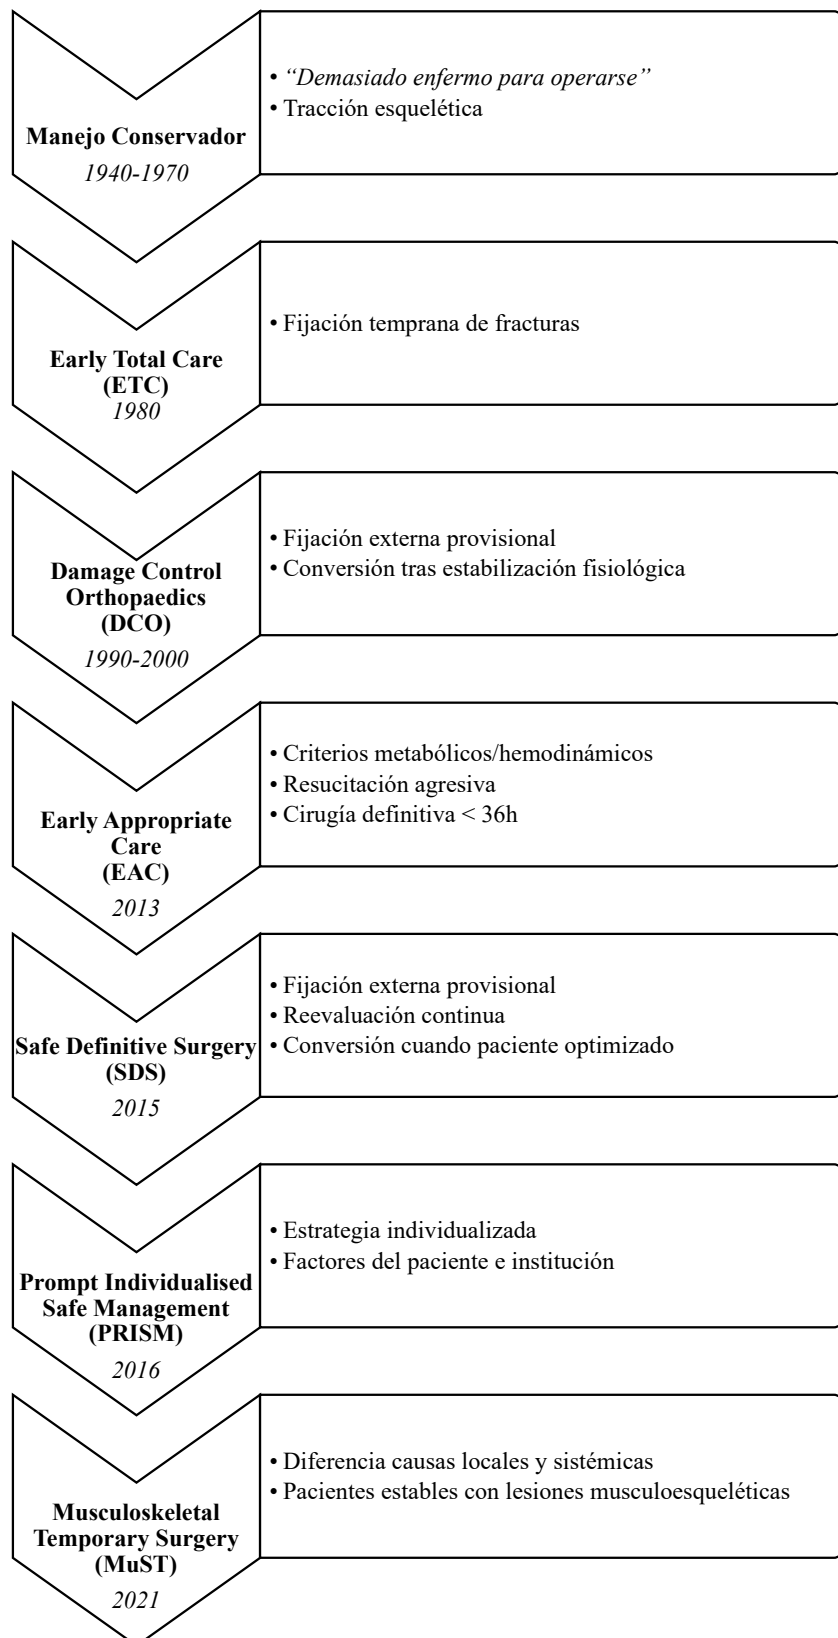 Manejo Conservador
1940-1970
• “Demasiado enfermo para operarse”
• Tracción esquelética
Early Total Care
(ETC)
1980
• Fijación temprana de fracturas
Damage Control
Orthopaedics
(DCO)
1990-2000
• Fijación externa provisional
• Conversión tras estabilización fisiológica
Early Appropriate
Care
(EAC)
2013
• Criterios metabólicos/hemodinámicos
• Resucitación agresiva
• Cirugía definitiva < 36h
Safe Definitive Surgery
(SDS)
2015
• Fijación externa provisional
• Reevaluación continua
• Conversión cuando paciente optimizado
Prompt Individualised
Safe Management
(PRISM)
2016
• Estrategia individualizada
• Factores del paciente e institución
Musculoskeletal
Temporary Surgery
(MuST)
2021
• Diferencia causas locales y sistémicas
• Pacientes estables con lesiones musculoesqueléticas